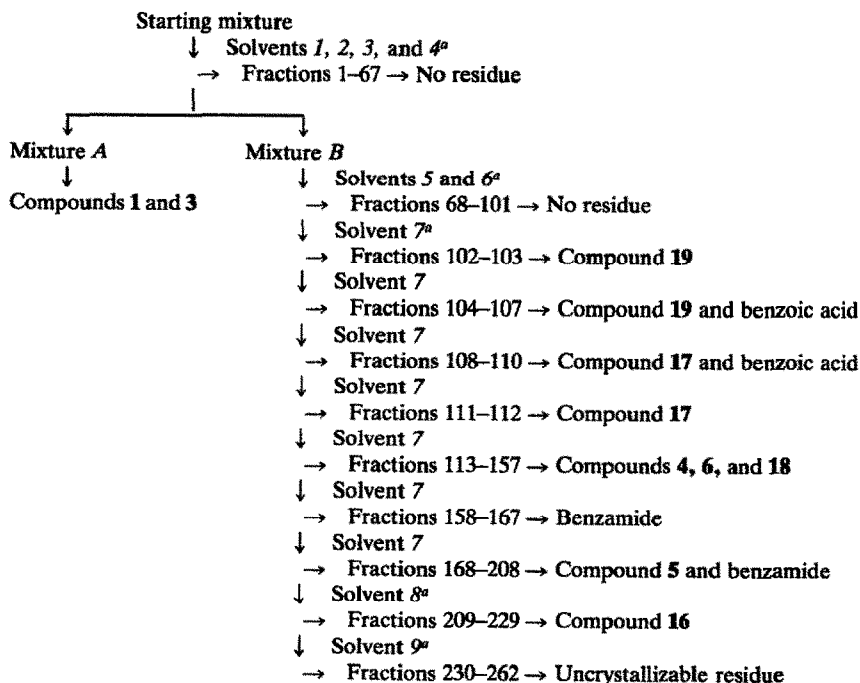 Starting mixture
↓ Solvents 1, 2, 3, and 4ᵃ
→ Fractions 1–67 → No residue
Mixture A Mixture B
↓ ↓ Solvents 5 and 6ᵃ
Compounds 1 and 3 → Fractions 68–101 → No residue
↓ Solvent 7ᵃ
→ Fractions 102–103 → Compound 19
↓ Solvent 7
→ Fractions 104–107 → Compound 19 and benzoic acid
↓ Solvent 7
→ Fractions 108–110 → Compound 17 and benzoic acid
↓ Solvent 7
→ Fractions 111–112 → Compound 17
↓ Solvent 7
→ Fractions 113–157 → Compounds 4, 6, and 18
↓ Solvent 7
→ Fractions 158–167 → Benzamide
↓ Solvent 7
→ Fractions 168–208 → Compound 5 and benzamide
↓ Solvent 8ᵃ
→ Fractions 209–229 → Compound 16
↓ Solvent 9ᵃ
→ Fractions 230–262 → Uncrystallizable residue